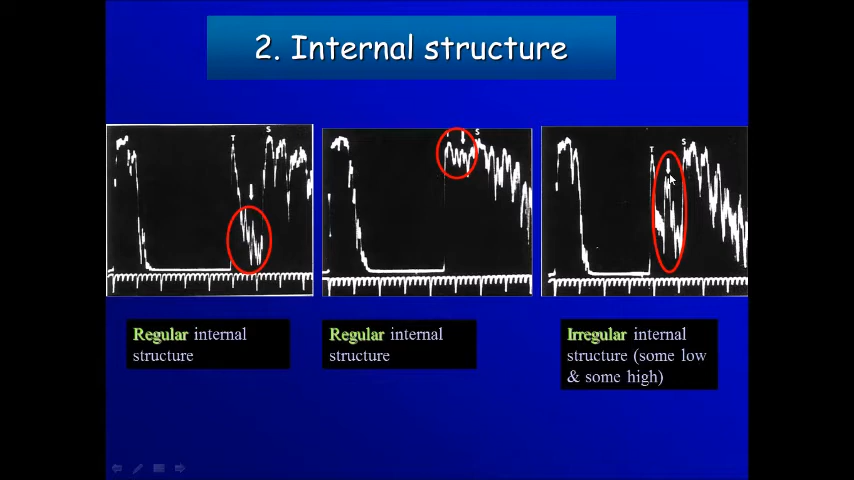 2. Internal structure
T S
S
T S
Regular internal
structure
Regular internal
structure
Irregular internal
structure (some low
& some high)